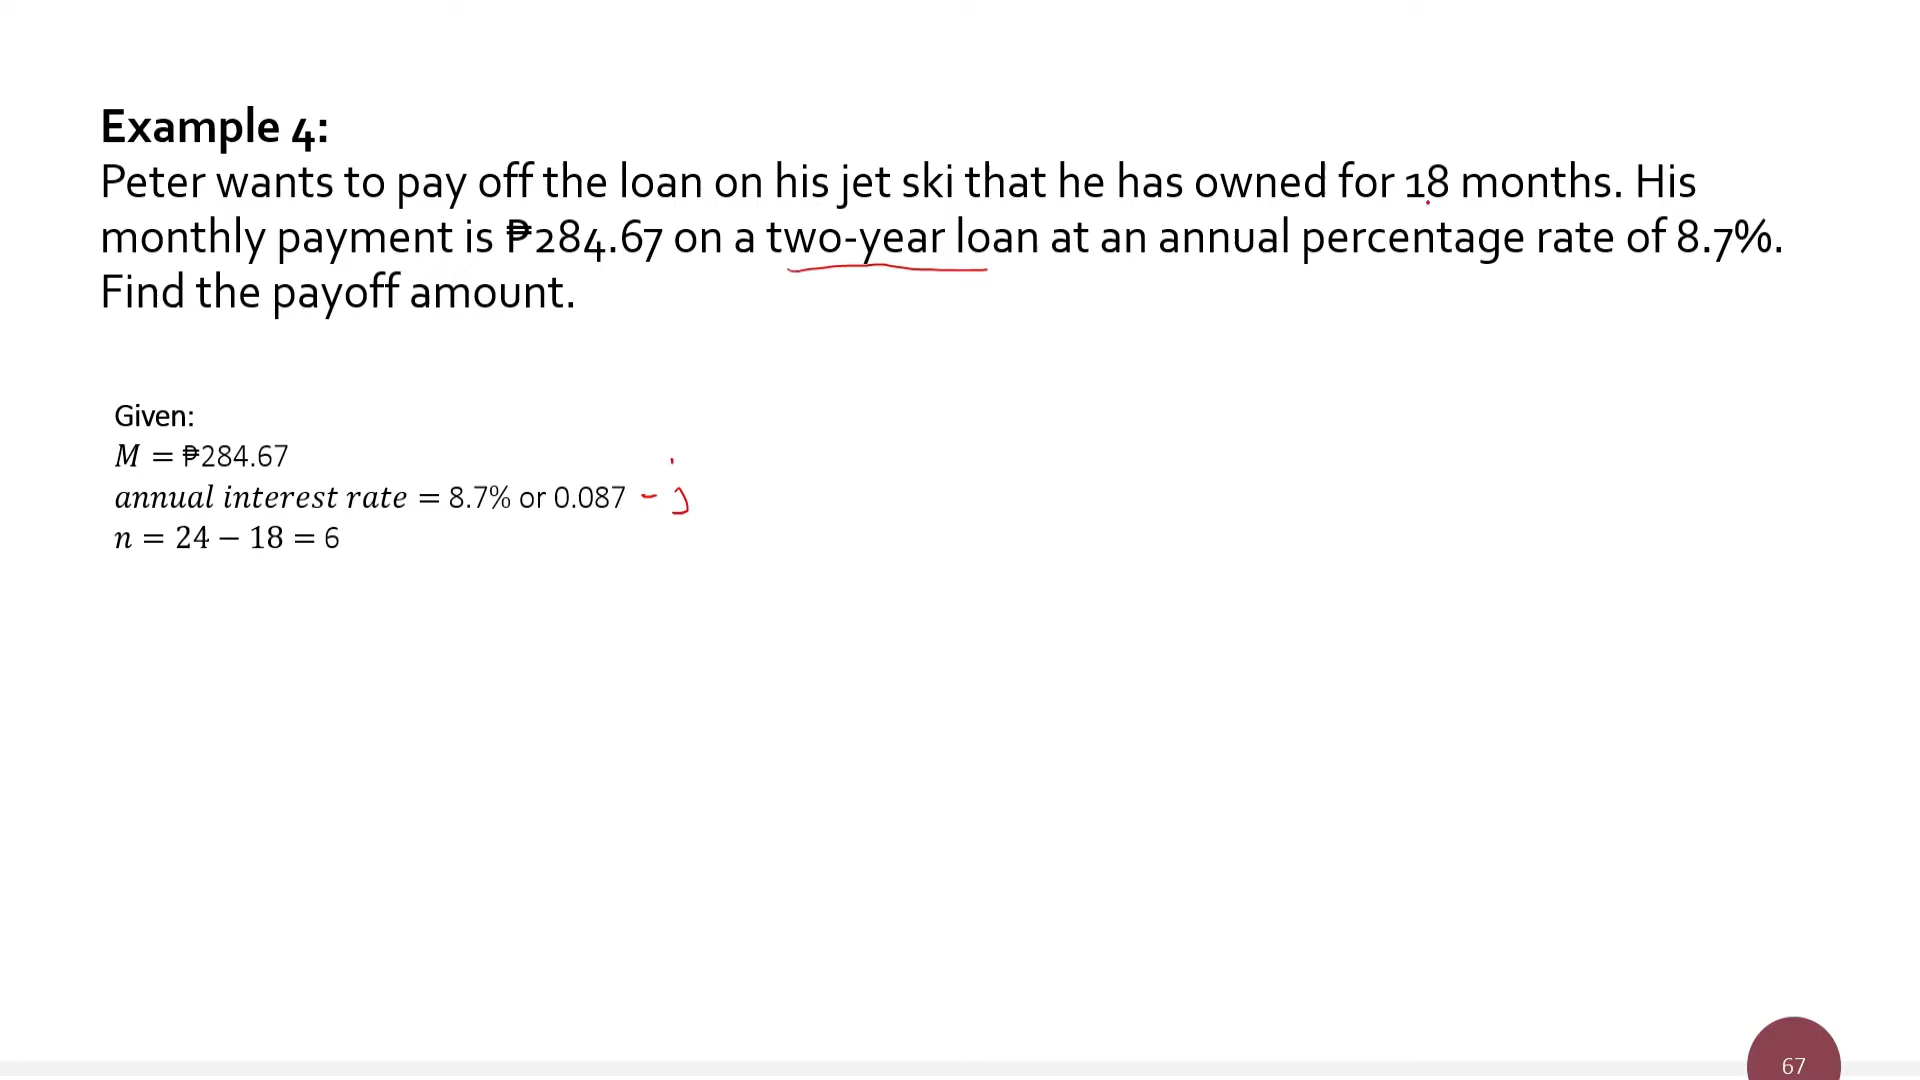 Example 4:
Peter wants to pay off the loan on his jet ski that he has owned for 18 months. His
monthly payment is ₱284.67 on a two-year loan at an annual percentage rate of 8.7%.
Find the payoff amount.
Given:
M = ₱284.67
annual interest rate = 8.7% or 0.087 - j
n = 24 − 18 = 6
67